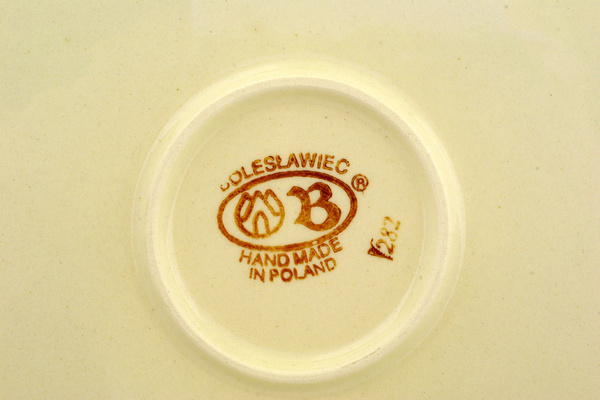 BOLESŁAWIEC
®
B
HAND MADE
IN POLAND
V282